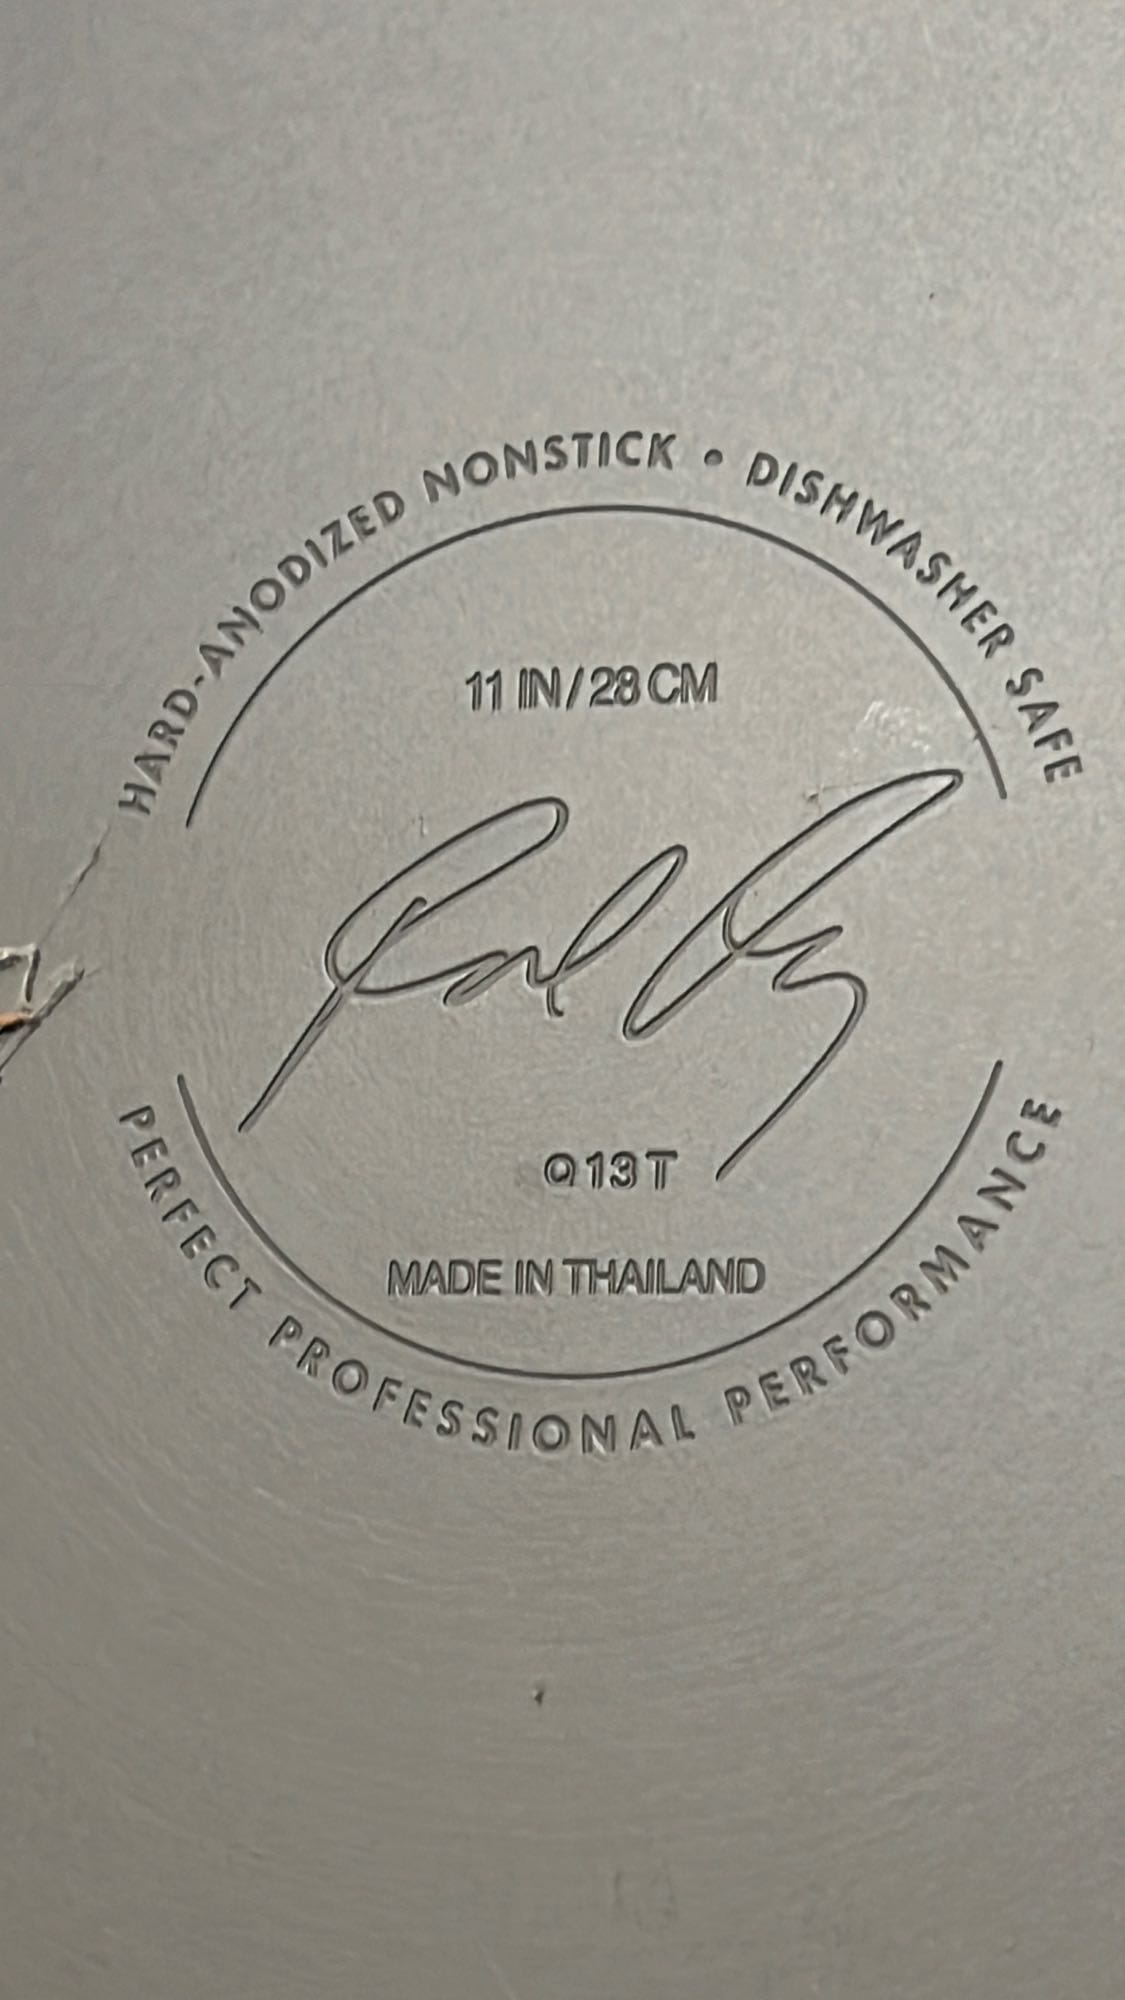 HARD-ANODIZED NONSTICK • DISHWASHER SAFE
11 IN/28 CM
Q13T
MADE IN THAILAND
PERFECT PROFESSIONAL PERFORMANCE